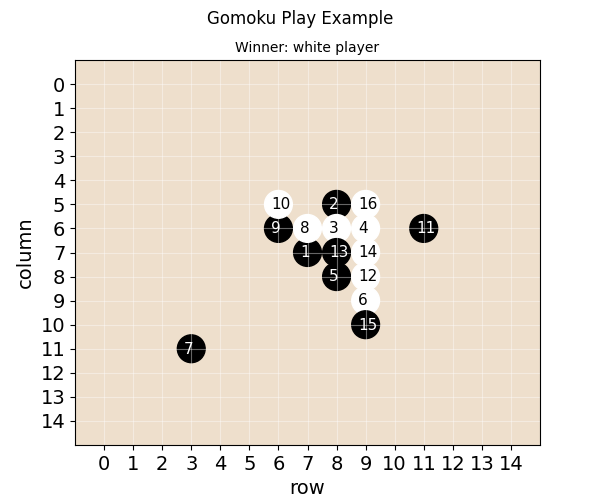 Gomoku Play Example
Winner: white player
0
1
2
3
4
5
6
7
8
9
10
11
12
13
14
column
10 2 16
9 8 3 4 11
1 13 14
5 12
6
15
7
0 1 2 3 4 5 6 7 8 9 10 11 12 13 14
row